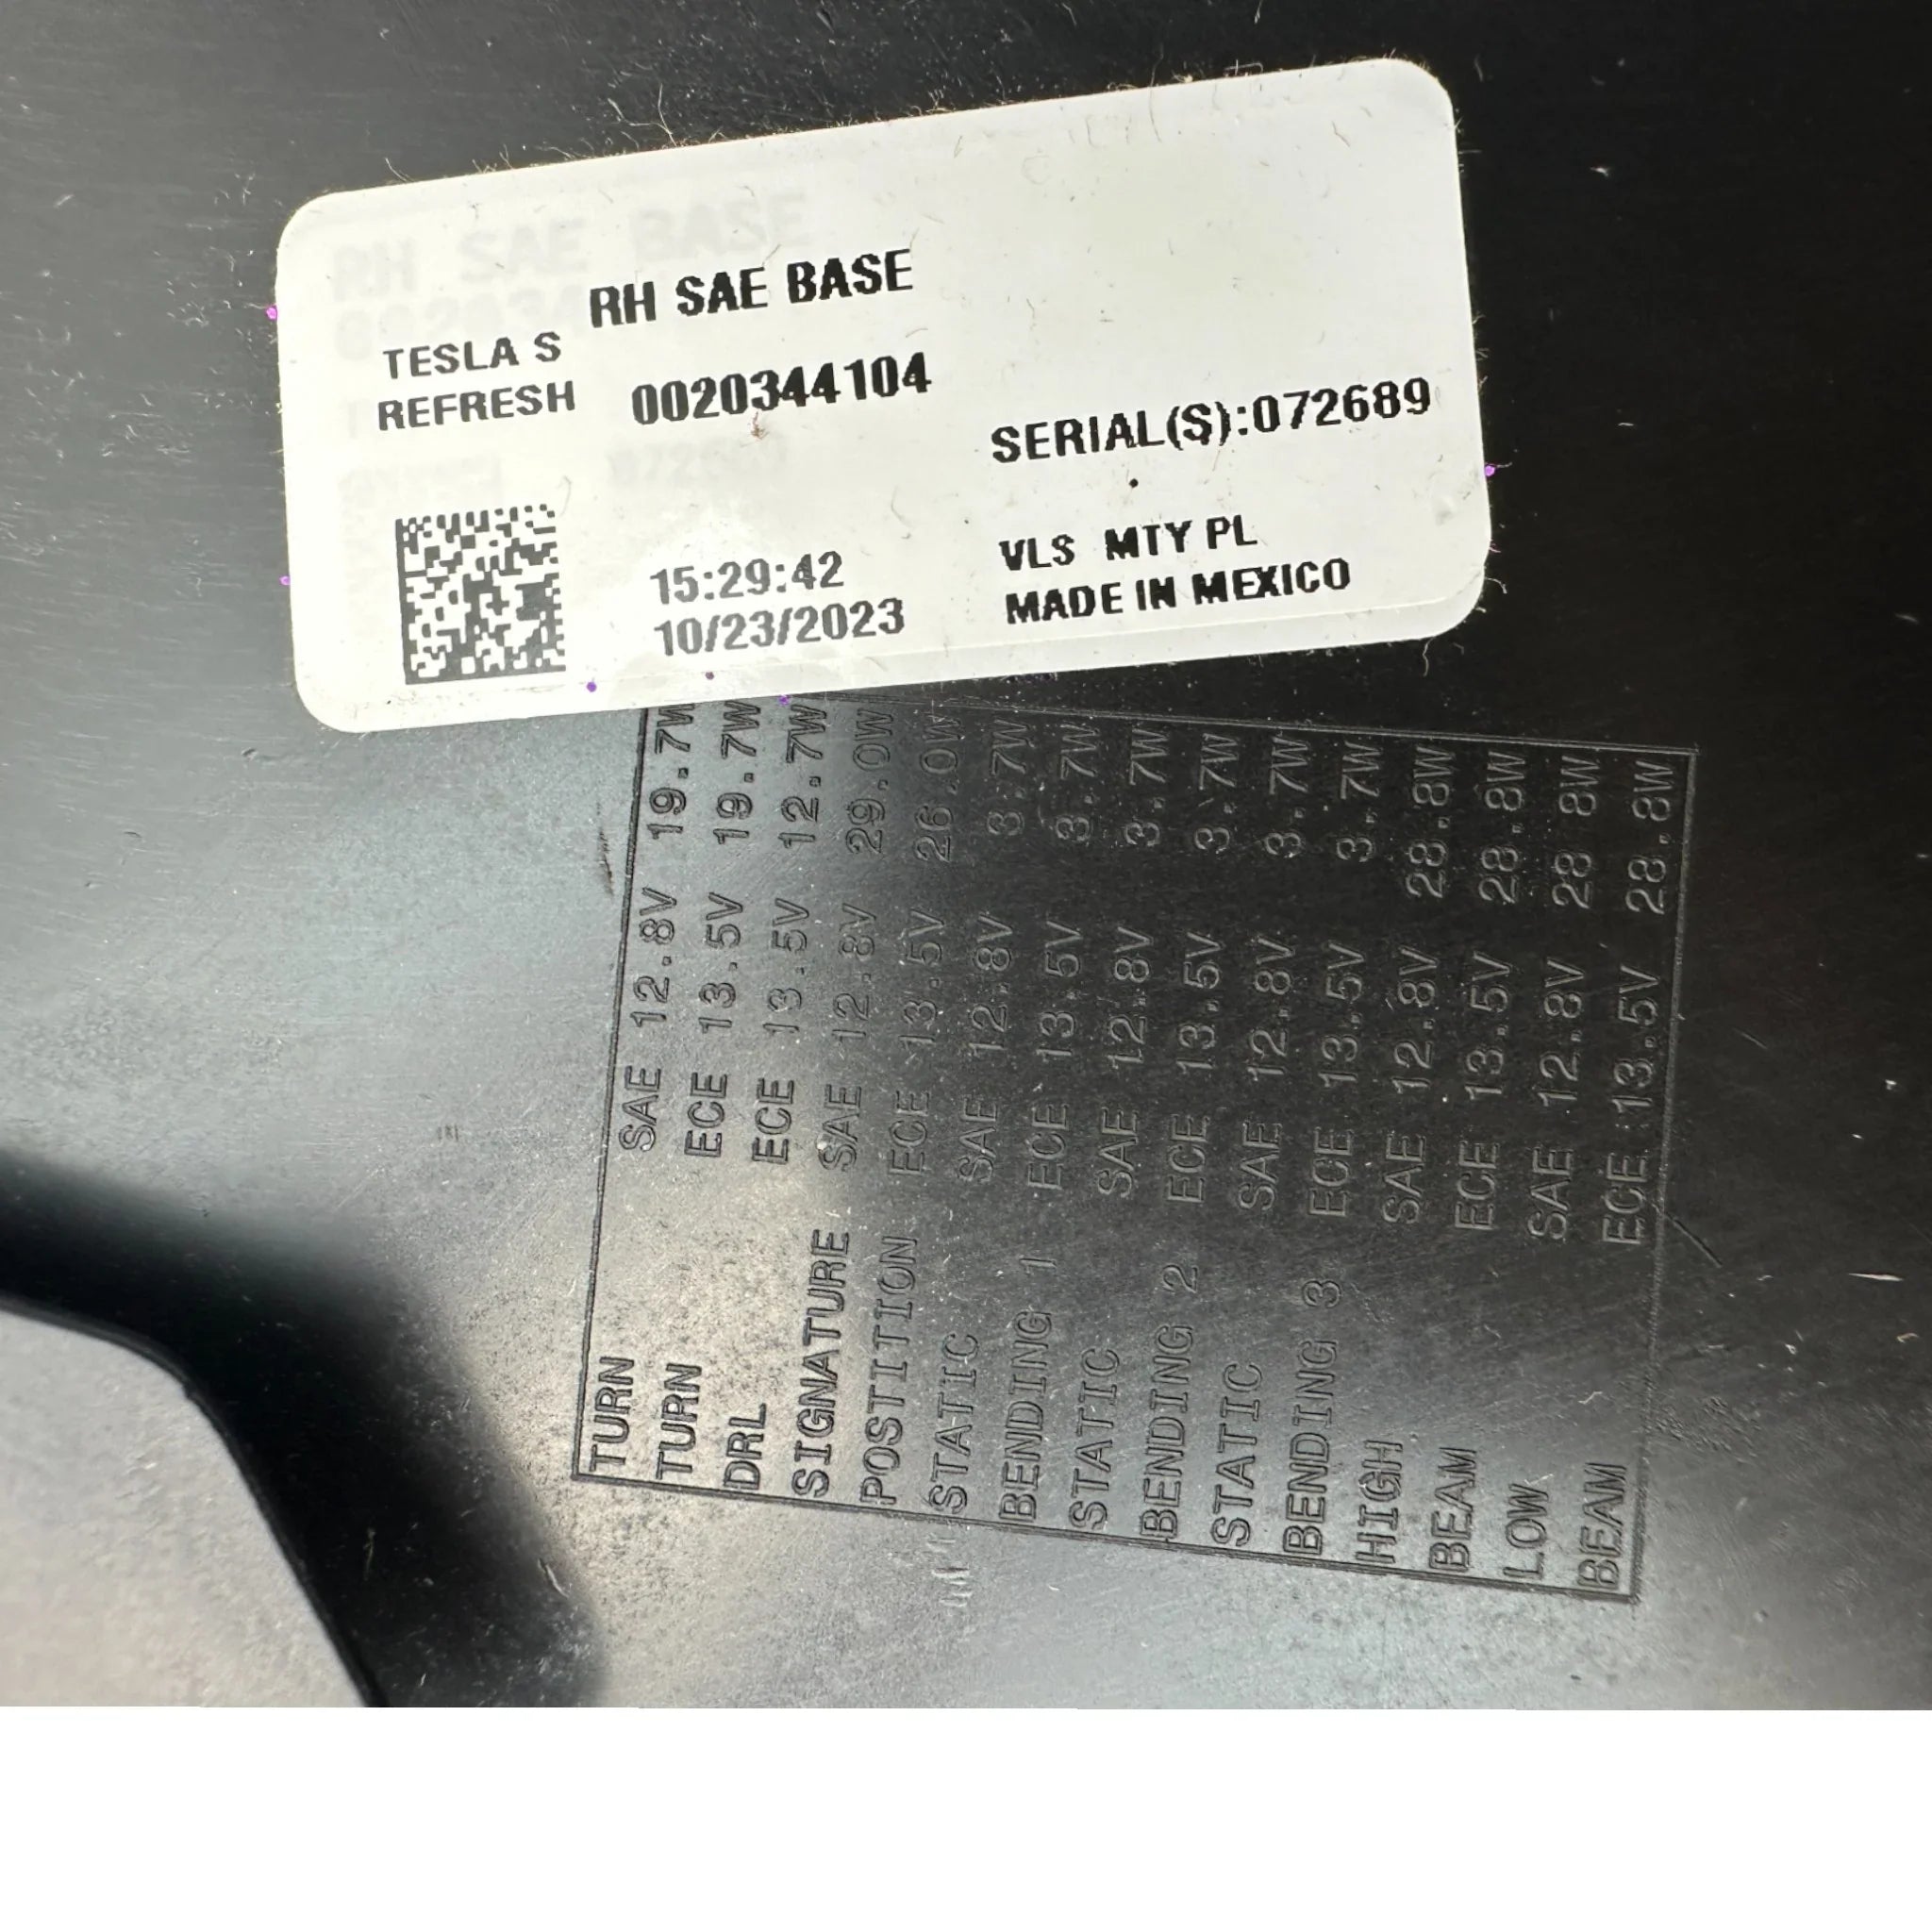 RH SAE BASE
TESLA S
REFRESH 0020344104
SERIAL(S):072689
15:29:42
10/23/2023
VLS MTY PL
MADE IN MEXICO
TURN SAE 12.8V 19.7W
TURN ECE 13.5V 19.7W
DRL ECE 13.5V 12.7W
SIGNATURE SAE 12.8V 29.0W
POSTITION ECE 13.5V 26.0W
STATIC SAE 12.8V 3.7W
BENDING 1 ECE 13.5V 3.7W
STATIC SAE 12.8V 3.7W
BENDING 2 ECE 13.5V 3.7W
STATIC SAE 12.8V 3.7W
BENDING 3 ECE 13.5V 3.7W
HIGH SAE 12.8V 28.8W
BEAM ECE 13.5V 28.8W
LOW SAE 12.8V 28.8W
BEAM ECE 13.5V 28.8W